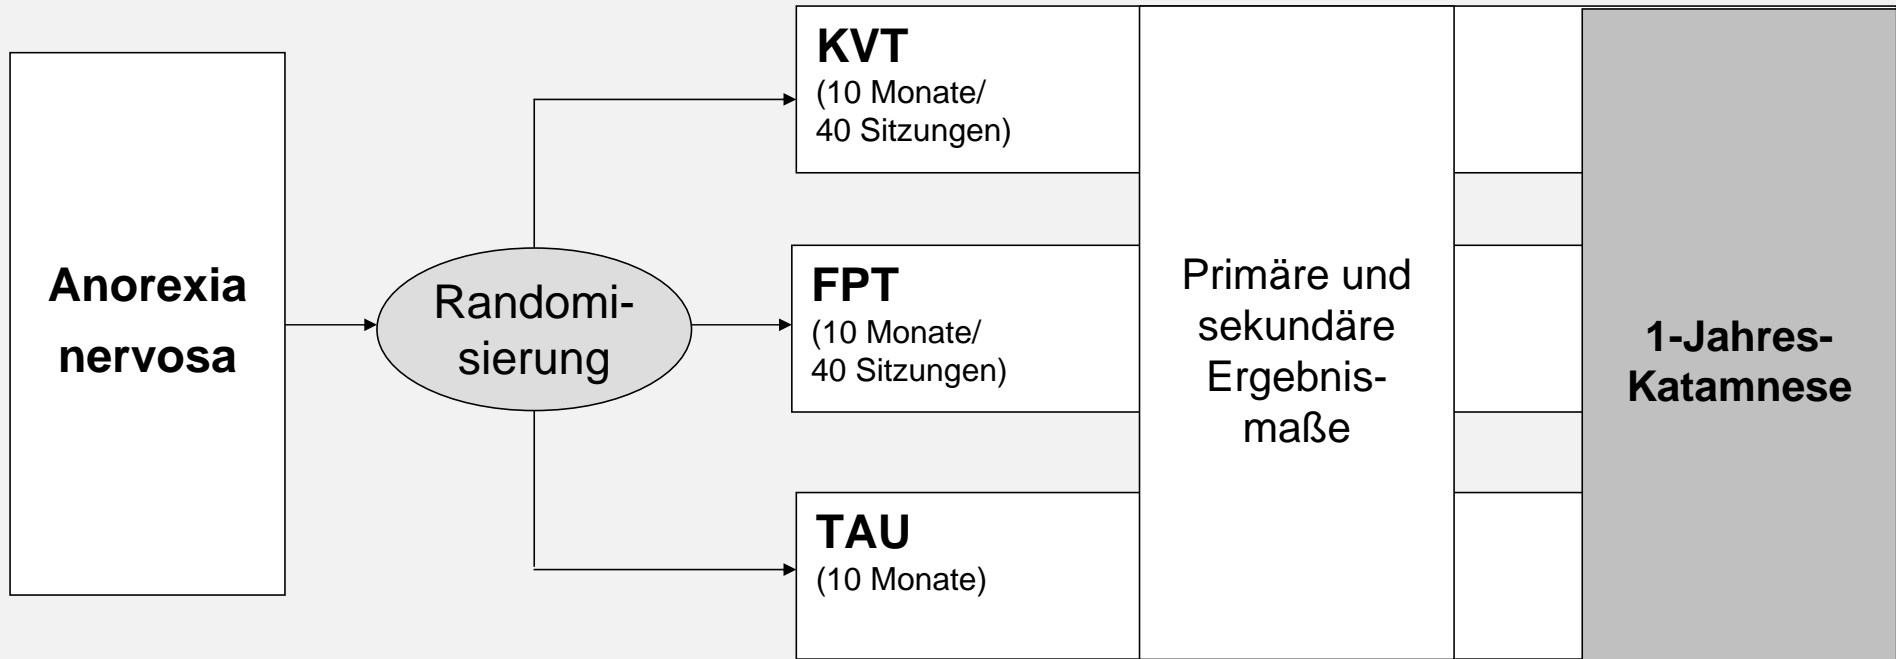 Anorexia
nervosa
Randomi-
sierung
KVT
(10 Monate/
40 Sitzungen)
FPT
(10 Monate/
40 Sitzungen)
TAU
(10 Monate)
Primäre und
sekundäre
Ergebnis-
maße
1-Jahres-
Katamnese